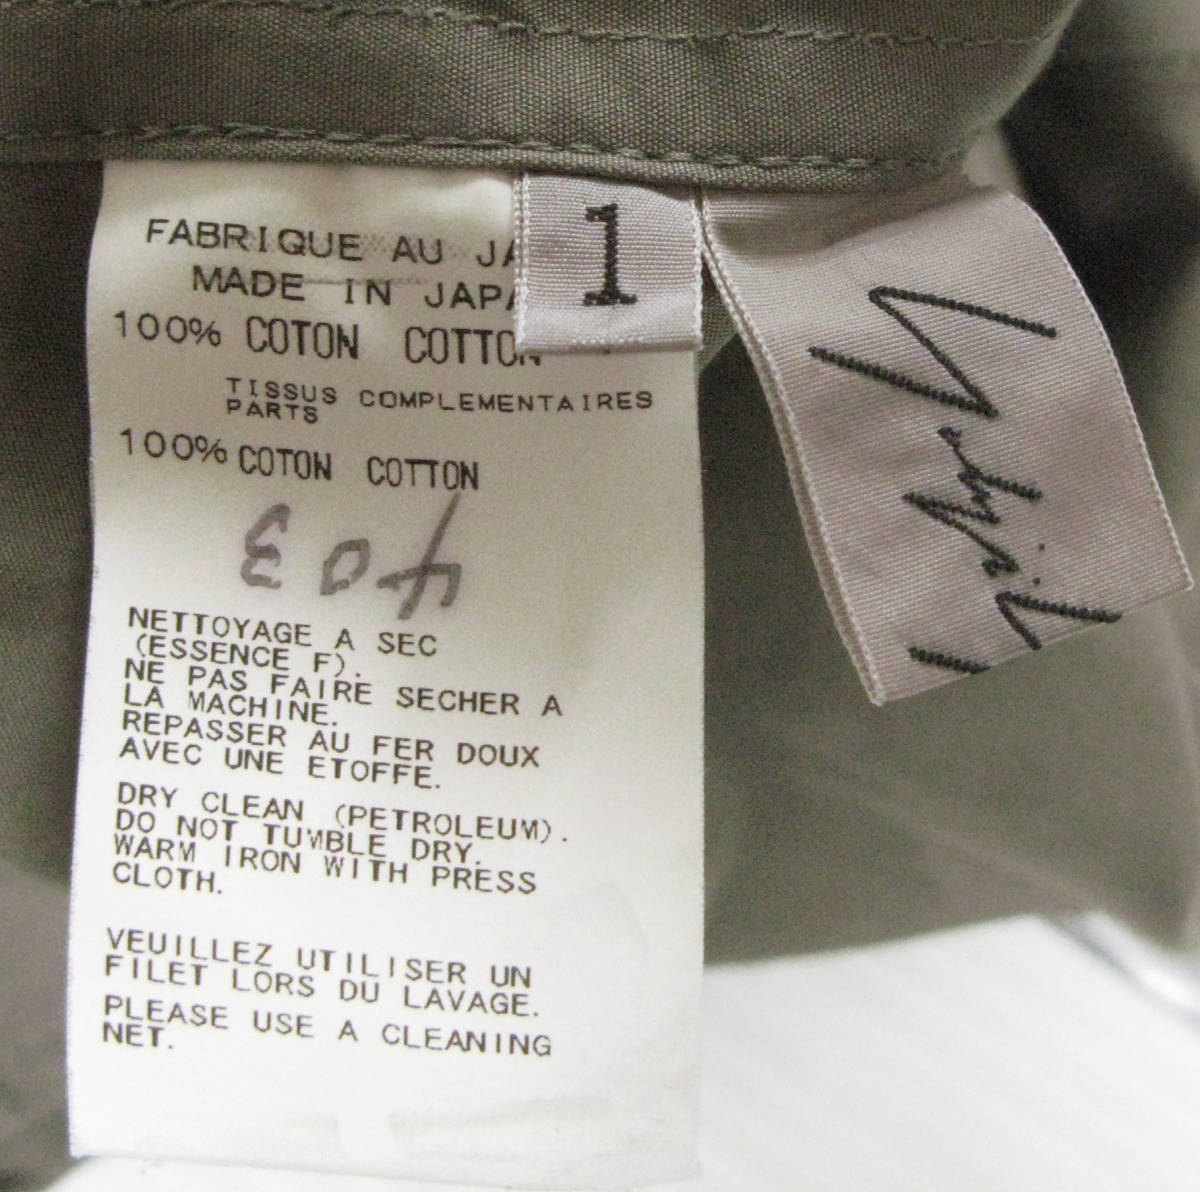 FABRIQUE AU JA
MADE IN JAPA
100% COTON COTTON
TISSUS COMPLEMENTAIRES
PARTS
100% COTON COTTON
403
NETTOYAGE A SEC
(ESSENCE F).
NE PAS FAIRE SECHER A
LA MACHINE.
REPASSER AU FER DOUX
AVEC UNE ETOFFE.
DRY CLEAN (PETROLEUM).
DO NOT TUMBLE DRY.
WARM IRON WITH PRESS
CLOTH.
VEUILLEZ UTILISER UN
FILET LORS DU LAVAGE.
PLEASE USE A CLEANING
NET.
1